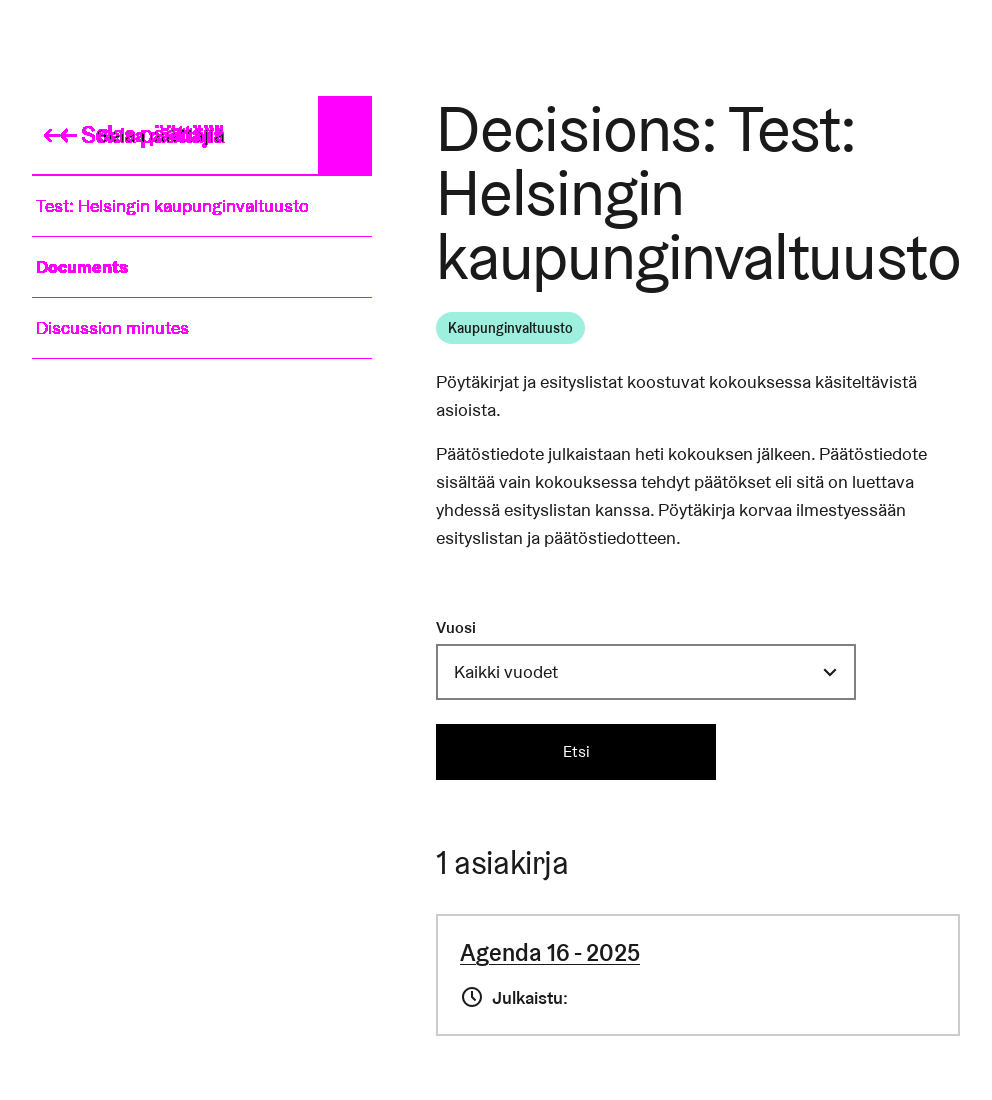 Test: Helsingin kaupunginvaltuusto
Documents
Discussion minutes
Decisions: Test:
Helsingin
kaupunginvaltuusto
Kaupunginvaltuusto
Pöytäkirjat ja esityslistat koostuvat kokouksessa käsiteltävistä
asioista.
Päätöstiedote julkaistaan heti kokouksen jälkeen. Päätöstiedote
sisältää vain kokouksessa tehdyt päätökset eli sitä on luettava
yhdessä esityslistan kanssa. Pöytäkirja korvaa ilmestyessään
esityslistan ja päätöstiedotteen.
Vuosi
Kaikki vuodet
Etsi
1 asiakirja
Agenda 16 - 2025
Julkaistu: